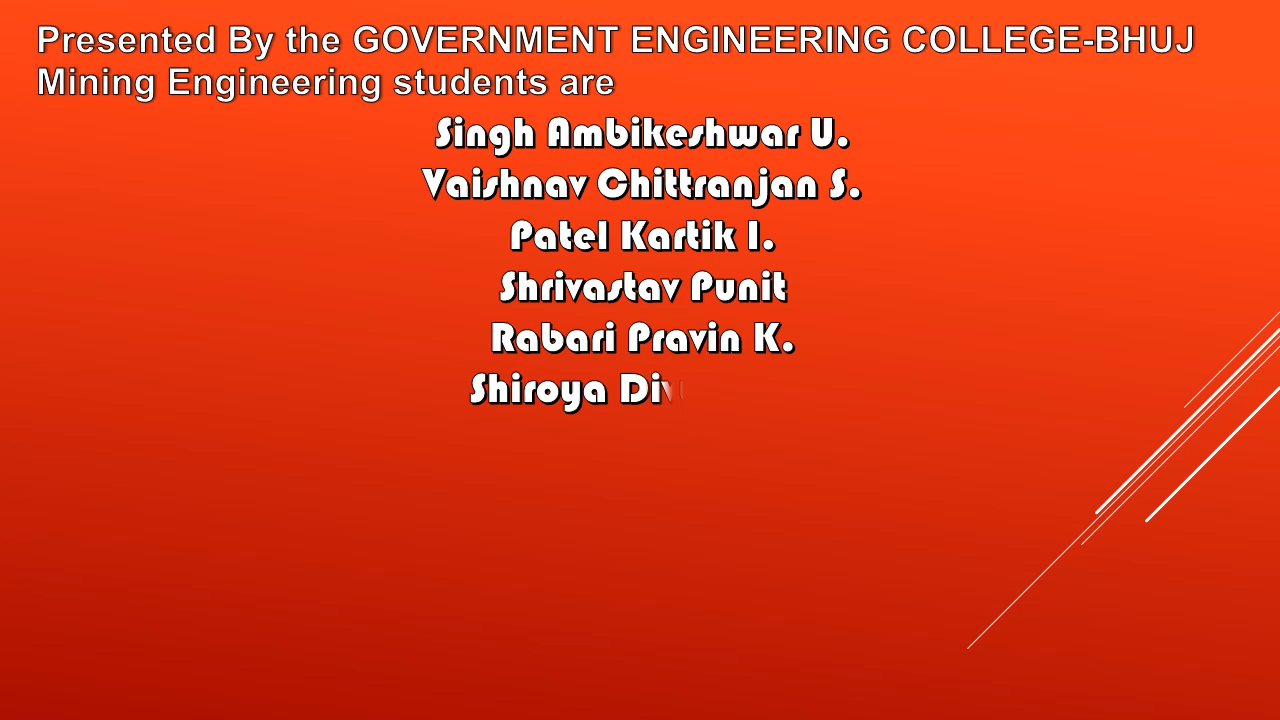 Presented By the GOVERNMENT ENGINEERING COLLEGE-BHUJ
Mining Engineering students are
Singh Ambikeshwar U.
Vaishnav Chittranjan S.
Patel Kartik I.
Shrivastav Punit
Rabari Pravin K.
Shiroya